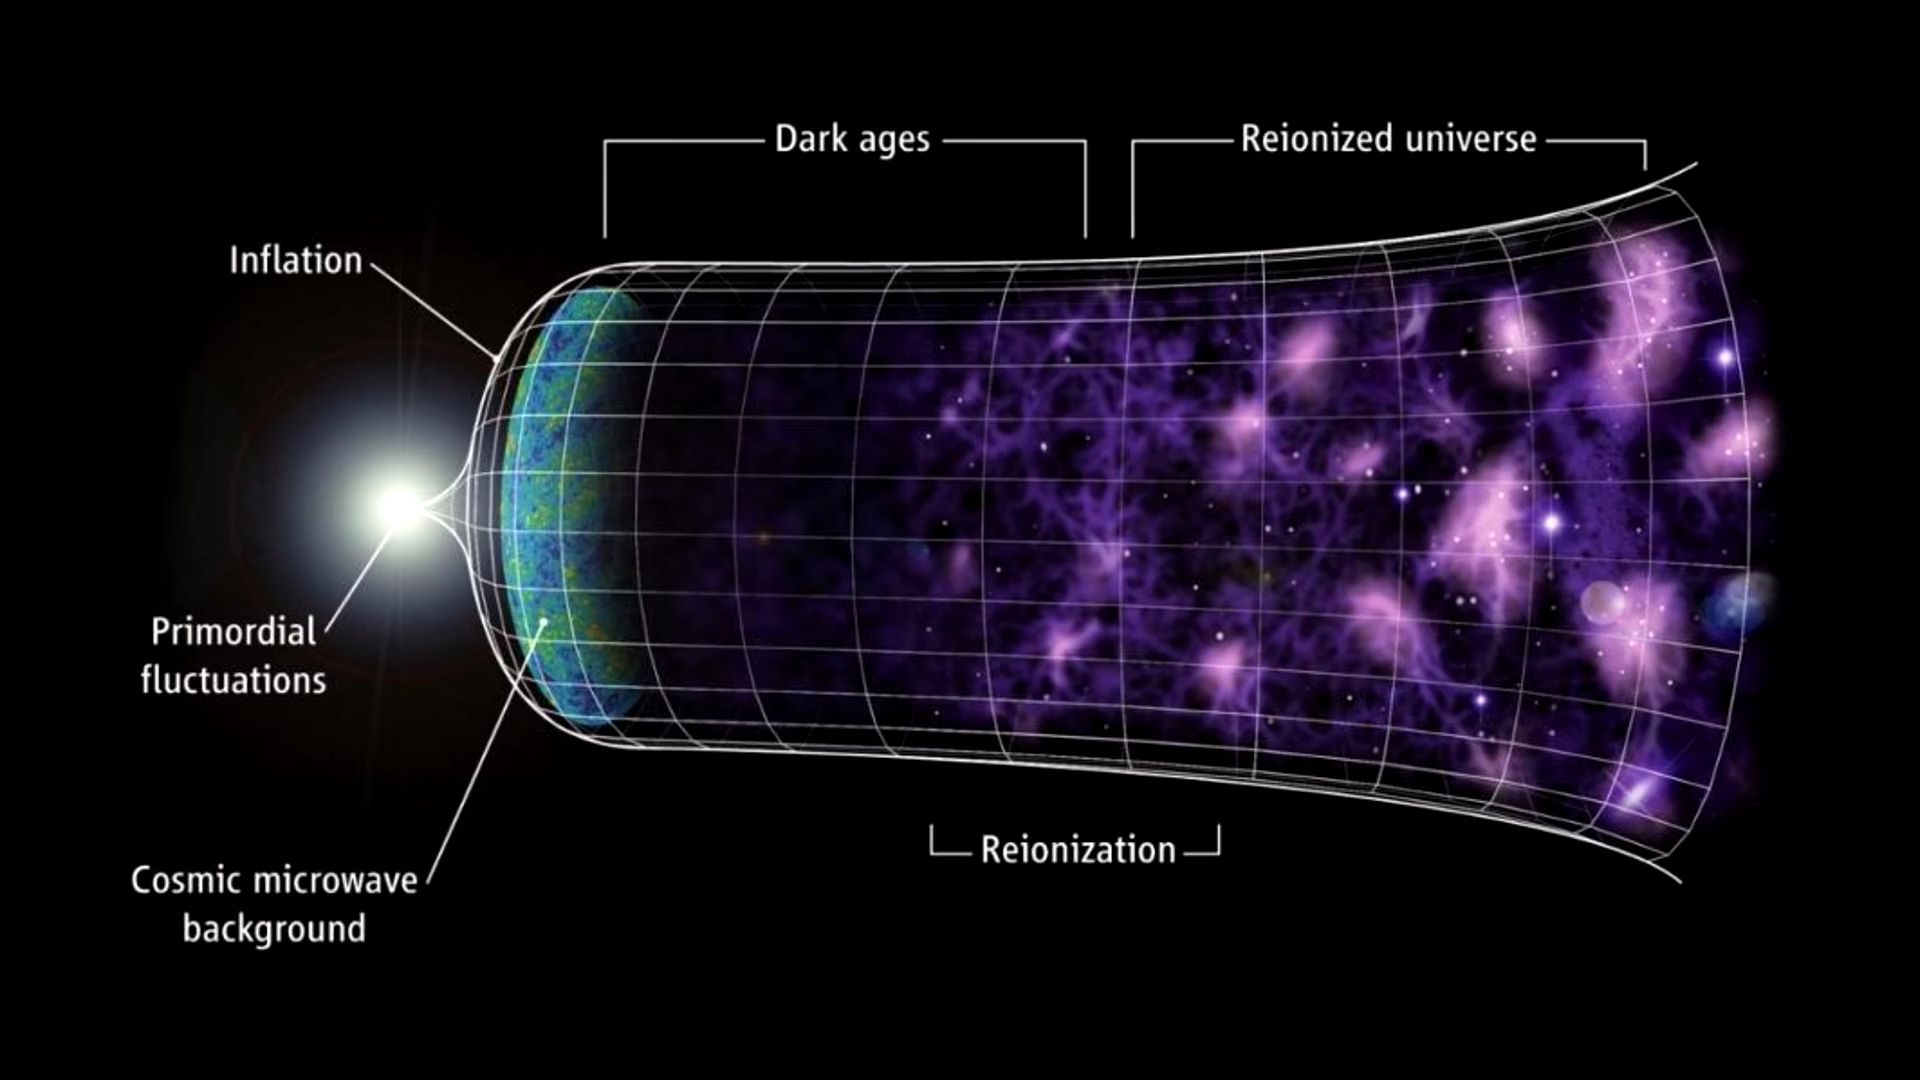 Dark ages
Reionized universe
Inflation
Primordial
fluctuations
Reionization
Cosmic microwave
background